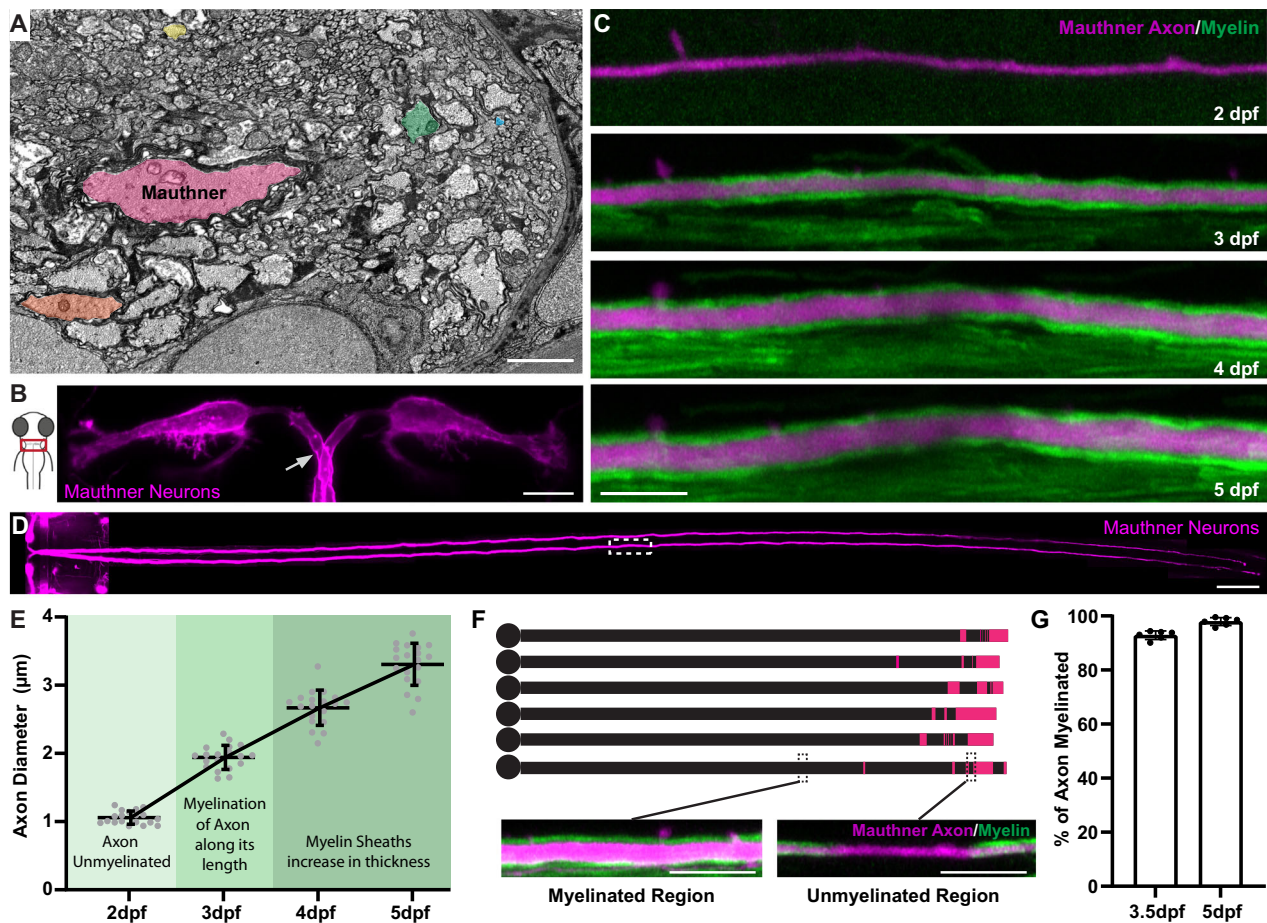 A
Mauthner
B
Mauthner Neurons
C
Mauthner Axon/Myelin
2 dpf
3 dpf
4 dpf
5 dpf
D
Mauthner Neurons
E
Axon Diameter (µm)
4
3
2
1
0
Axon
Unmyelinated
Myelination
of Axon
along its
length
Myelin Sheaths
increase in thickness
2dpf
3dpf
4dpf
5dpf
F
Mauthner Axon/Myelin
Myelinated Region
Unmyelinated Region
G
% of Axon Myelinated
100
80
60
40
20
0
3.5dpf
5dpf